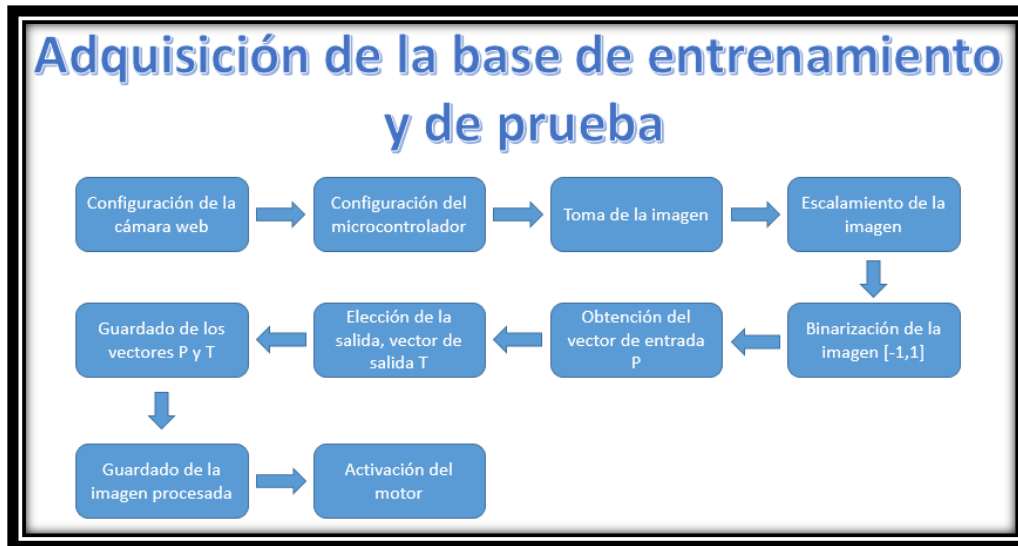 Adquisición de la base de entrenamiento
y de prueba
Configuración de la
cámara web
Configuración del
microcontrolador
Toma de la imagen
Escalamiento de la
imagen
Binarización de la
imagen [-1,1]
Obtención del
vector de entrada
P
Elección de la
salida, vector de
salida T
Guardado de los
vectores P y T
Guardado de la
imagen procesada
Activación del
motor